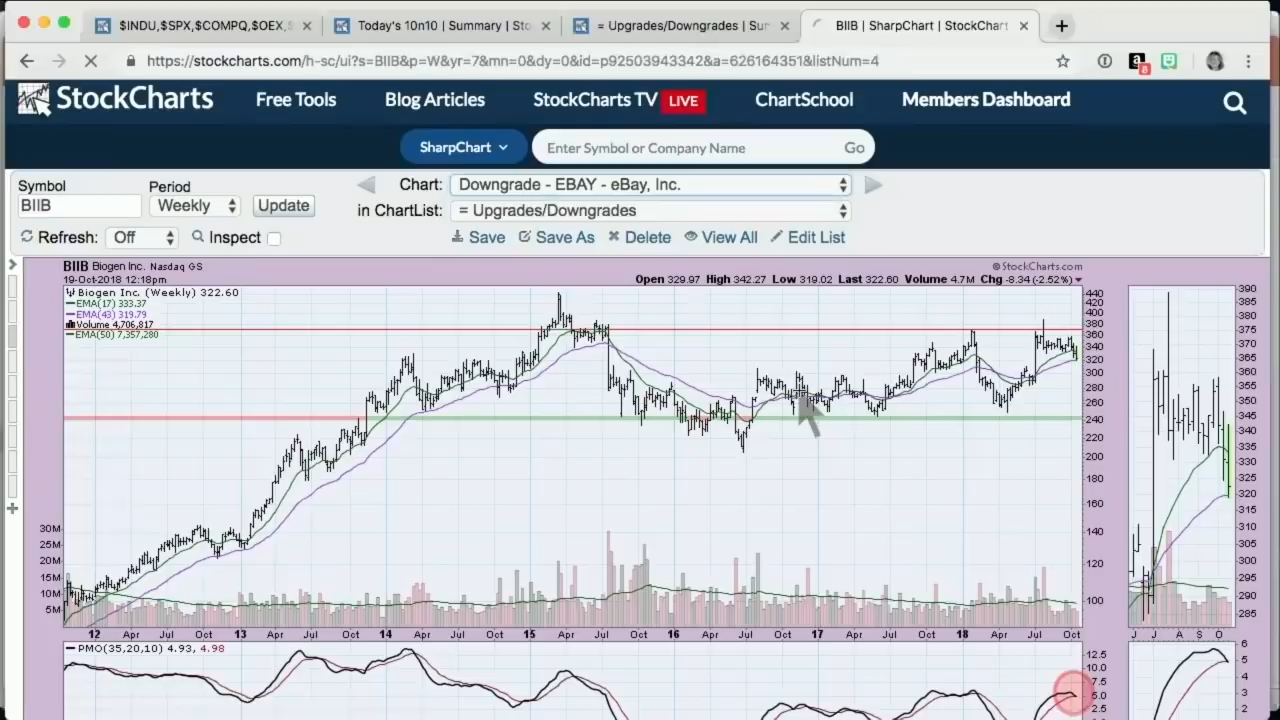 $INDU,$SPX,$COMPQ,$OEX,$
Today's 10n10 | Summary | Sto
= Upgrades/Downgrades | Sum
BIIB | SharpChart | StockChart
https://stockcharts.com/h-sc/ui?s=BIIB&p=W&yr=7&mn=0&dy=0&id=p92503943342&a=626164351&listNum=4
StockCharts
Free Tools
Blog Articles
StockCharts TV LIVE
ChartSchool
Members Dashboard
SharpChart
Enter Symbol or Company Name
Go
Symbol
Period
BIIB
Weekly
Update
Refresh: Off
Inspect
Chart: Downgrade - EBAY - eBay, Inc.
in ChartList: = Upgrades/Downgrades
Save Save As Delete View All Edit List
BIIB Biogen Inc. Nasdaq GS
© StockCharts.com
19-Oct-2018 12:18pm
Open 329.97 High 342.27 Low 319.02 Last 322.60 Volume 4.7M Chg -8.34 (-2.52%)
Biogen Inc. (Weekly) 322.60
EMA(17) 333.37
EMA(43) 319.79
Volume 4,706,817
EMA(50) 7,357,280
440
420
400
380
360
340
320
300
280
260
240
220
200
180
160
140
120
100
30M
25M
20M
15M
10M
5M
12 Apr Jul Oct 13 Apr Jul Oct 14 Apr Jul Oct 15 Apr Jul Oct 16 Apr Jul Oct 17 Apr Jul Oct 18 Apr Jul Oct
390
385
380
375
370
365
360
355
350
345
340
335
330
325
320
315
310
305
300
295
290
285
J J A S O
PMO(35,20,10) 4.93, 4.98
12.5
10.0
7.5
5.0
2.5
6
5
4
3
2